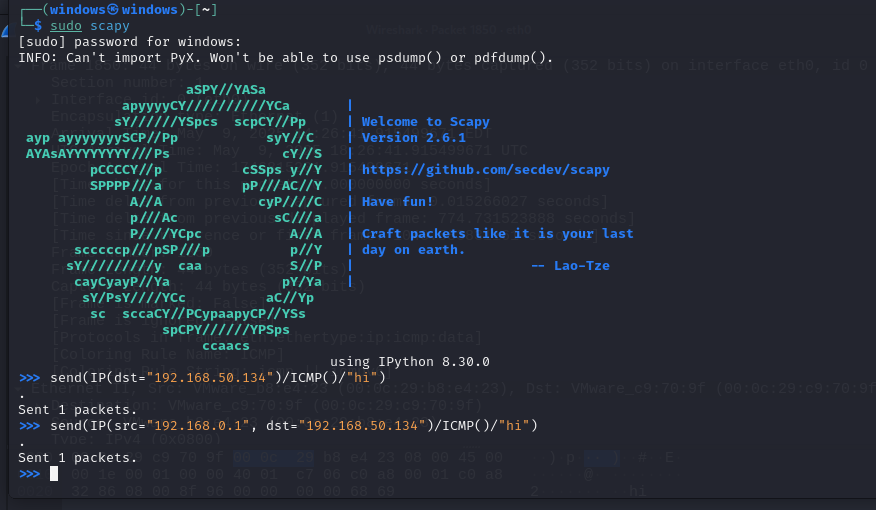 ┌──(windows㉿windows)-[~]
└─$ sudo scapy
[sudo] password for windows:
INFO: Can't import PyX. Won't be able to use psdump() or pdfdump().
aSPY//YASa
apyyyyCY//////////YCa       |
sY//////YSpcs  scpCY//Pp     | Welcome to Scapy
ayp ayyyyyyySCP//Pp           syY//C    | Version 2.6.1
AYAsAYYYYYYYY///Ps              cY//S    |
pCCCCY//p          cSSps y//Y    | https://github.com/secdev/scapy
SPPPP///a          pP///AC//Y    |
A//A            cyP////C    | Have fun!
p///Ac            sC///a    |
P////YCpc           A//A    | Craft packets like it is your last
scccccp///pSP///p          p//Y    | day on earth.
sY/////////y  caa           S//P    |                      -- Lao-Tze
cayCyayP//Ya              pY/Ya    |
sY/PsY////YCc          aC//Yp
sc  sccaCY//PCypaapyCP//YSs
spCPY//////YPSps
ccaacs
using IPython 8.30.0
>>> send(IP(dst="192.168.50.134")/ICMP()/"hi")
.
Sent 1 packets.
>>> send(IP(src="192.168.0.1", dst="192.168.50.134")/ICMP()/"hi")
.
Sent 1 packets.
>>>